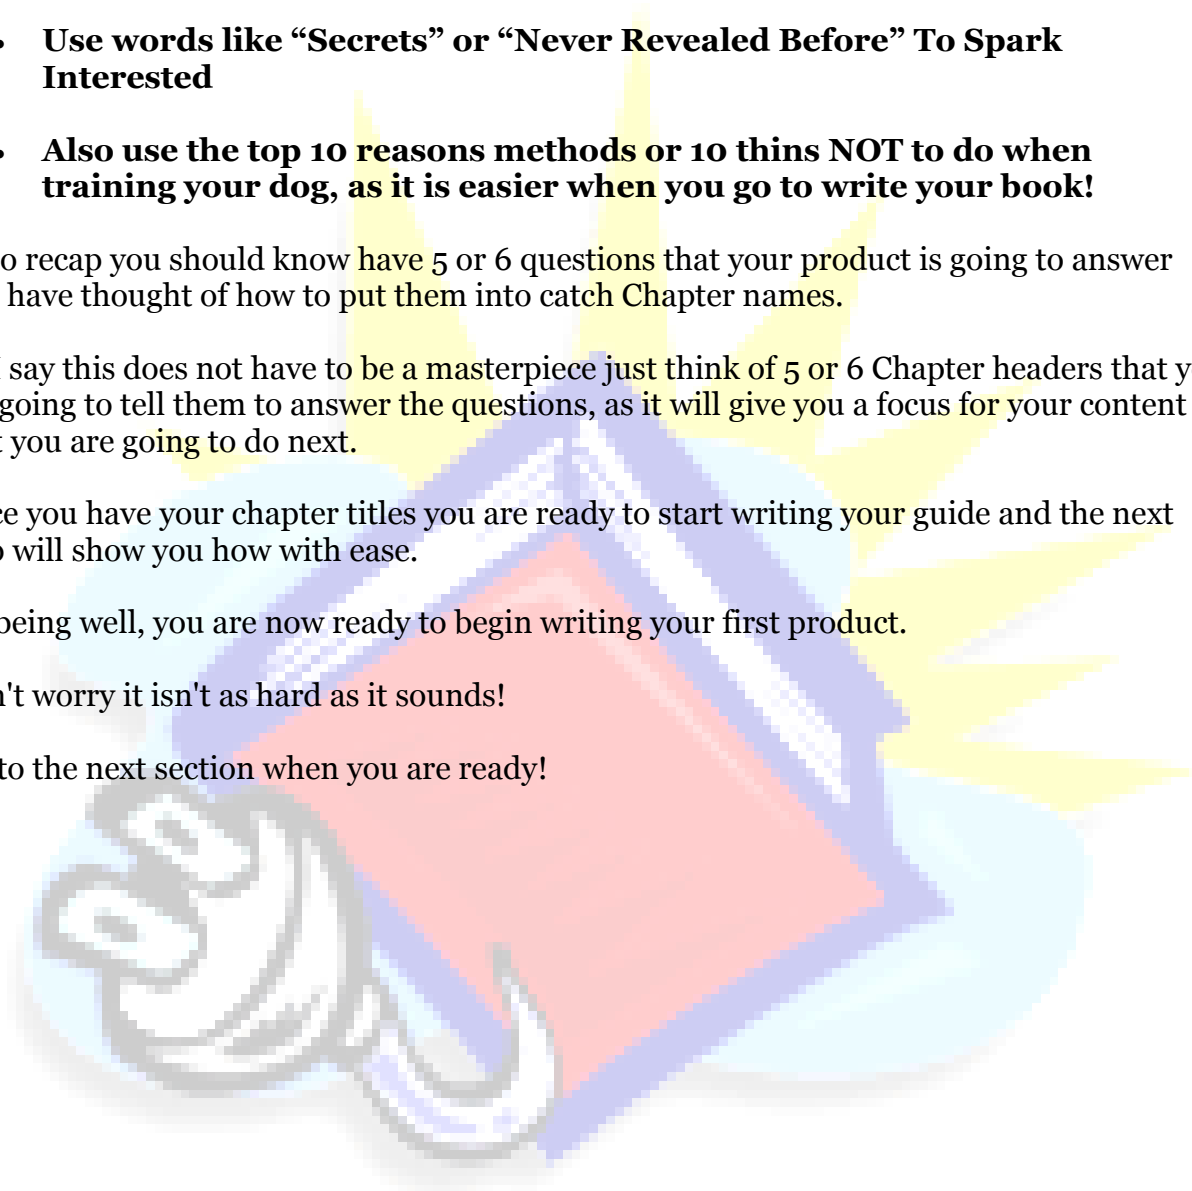 • Use words like “Secrets” or “Never Revealed Before” To Spark
Interested
• Also use the top 10 reasons methods or 10 thins NOT to do when
training your dog, as it is easier when you go to write your book!
o recap you should know have 5 or 6 questions that your product is going to answer
have thought of how to put them into catch Chapter names.
say this does not have to be a masterpiece just think of 5 or 6 Chapter headers that y
going to tell them to answer the questions, as it will give you a focus for your content
t you are going to do next.
ce you have your chapter titles you are ready to start writing your guide and the next
will show you how with ease.
being well, you are now ready to begin writing your first product.
n't worry it isn't as hard as it sounds!
to the next section when you are ready!